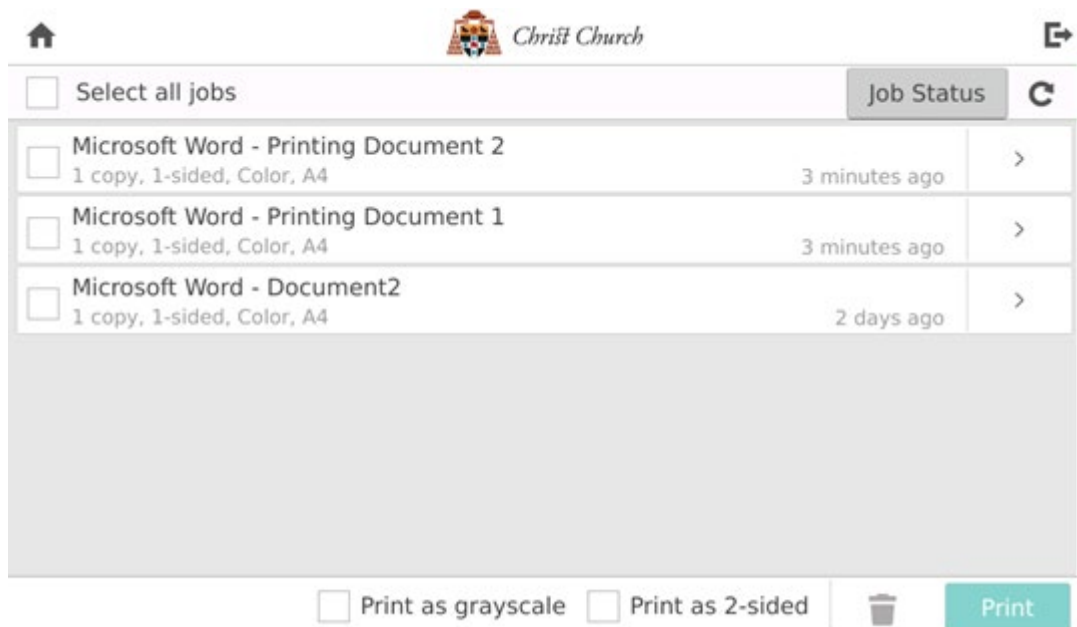 Chriſt Church
Select all jobs
Job Status
Microsoft Word - Printing Document 2
1 copy, 1-sided, Color, A4
3 minutes ago
Microsoft Word - Printing Document 1
1 copy, 1-sided, Color, A4
3 minutes ago
Microsoft Word - Document2
1 copy, 1-sided, Color, A4
2 days ago
Print as grayscale
Print as 2-sided
Print